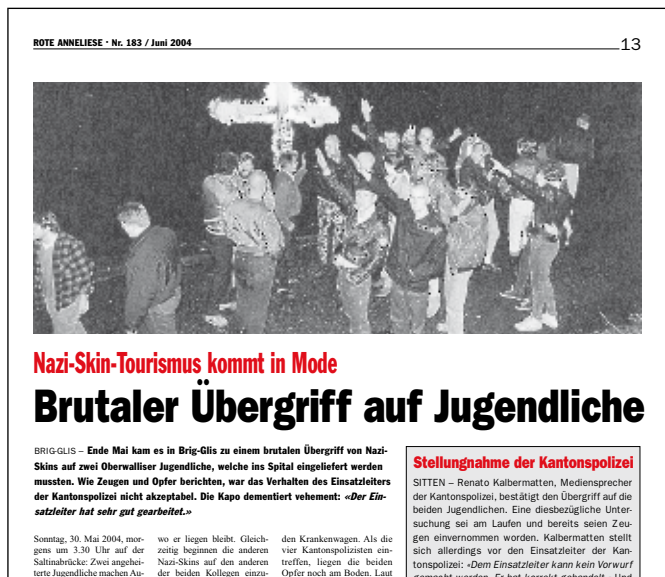 ROTE ANNELIESE · Nr. 183 / Juni 2004
13
Nazi-Skin-Tourismus kommt in Mode
Brutaler Übergriff auf Jugendliche
BRIG-GLIS – Ende Mai kam es in Brig-Glis zu einem brutalen Übergriff von Nazi-
Skins auf zwei Oberwalliser Jugendliche, welche ins Spital eingeliefert werden
mussten. Wie Zeugen und Opfer berichten, war das Verhalten des Einsatzleiters
der Kantonspolizei nicht akzeptabel. Die Kapo dementiert vehement: «Der Ein-
satzleiter hat sehr gut gearbeitet.»
Sonntag, 30. Mai 2004, mor-
gens um 3.30 Uhr auf der
Saltinabrücke: Zwei angehei-
terte Jugendliche machen Au-
wo er liegen bleibt. Gleich-
zeitig beginnen die anderen
Nazi-Skins auf den anderen
der beiden Kollegen einzu-
den Krankenwagen. Als die
vier Kantonspolizisten ein-
treffen, liegen die beiden
Opfer noch am Boden. Laut
Stellungnahme der Kantonspolizei
SITTEN – Renato Kalbermatten, Mediensprecher
der Kantonspolizei, bestätigt den Übergriff auf die
beiden Jugendlichen. Eine diesbezügliche Unter-
suchung sei am Laufen und bereits seien Zeu-
gen einvernommen worden. Kalbermatten stellt
sich allerdings vor den Einsatzleiter der Kan-
tonspolizei: «Dem Einsatzleiter kann kein Vorwurf
gemacht werden. Er hat korrekt gehandelt.» Und